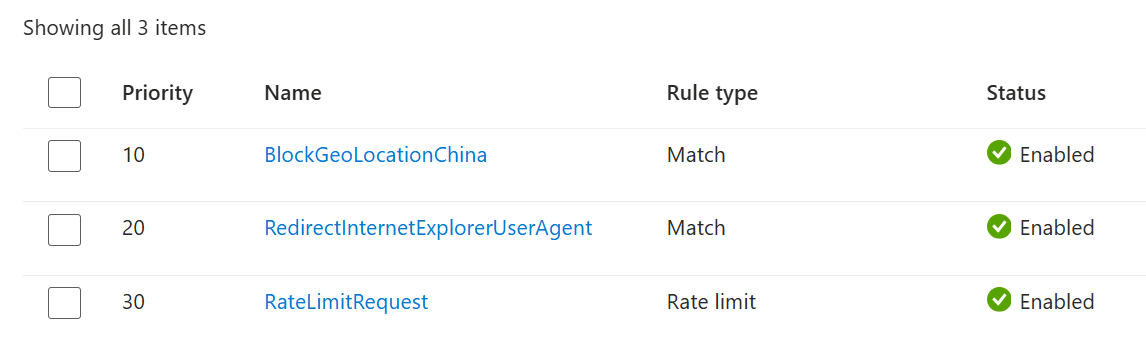 Showing all 3 items
Priority Name Rule type Status
10 BlockGeoLocationChina Match Enabled
20 RedirectInternetExplorerUserAgent Match Enabled
30 RateLimitRequest Rate limit Enabled